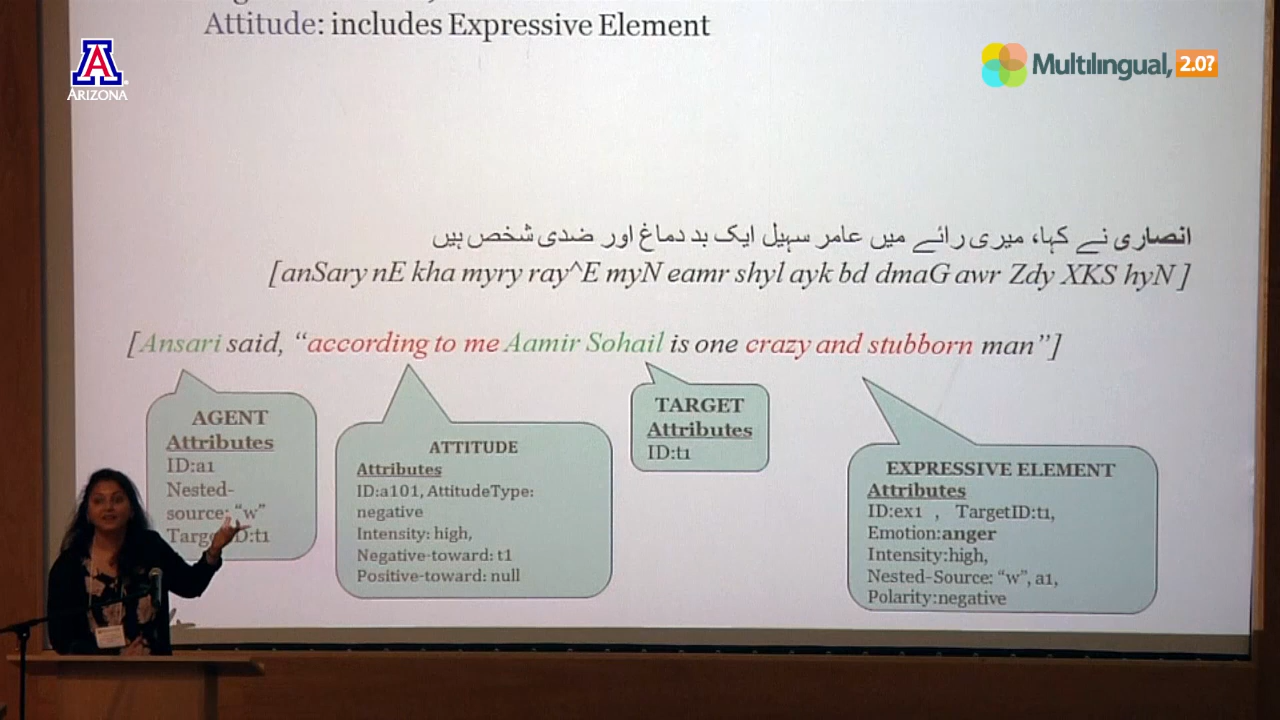 Attitude: includes Expressive Element
ARIZONA
Multilingual, 2.0?
انصاری نے کہا، میری رائے میں عامر سہیل ایک بد دماغ اور ضدی شخص ہیں
[anSary nE kha myry ray^E myN eamr shyl ayk bd dmaG awr Zdy XKS hyN ]
[Ansari said, “according to me Aamir Sohail is one crazy and stubborn man”]
AGENT
Attributes
ID:a1
Nested-
source: “w”
ATTITUDE
Attributes
ID:a101, AttitudeType:
negative
Intensity: high,
Negative-toward: t1
Positive-toward: null
TARGET
Attributes
ID:t1
EXPRESSIVE ELEMENT
Attributes
ID:ex1 , TargetID:t1,
Emotion:anger
Intensity:high,
Nested-Source: “w”, a1,
Polarity:negative